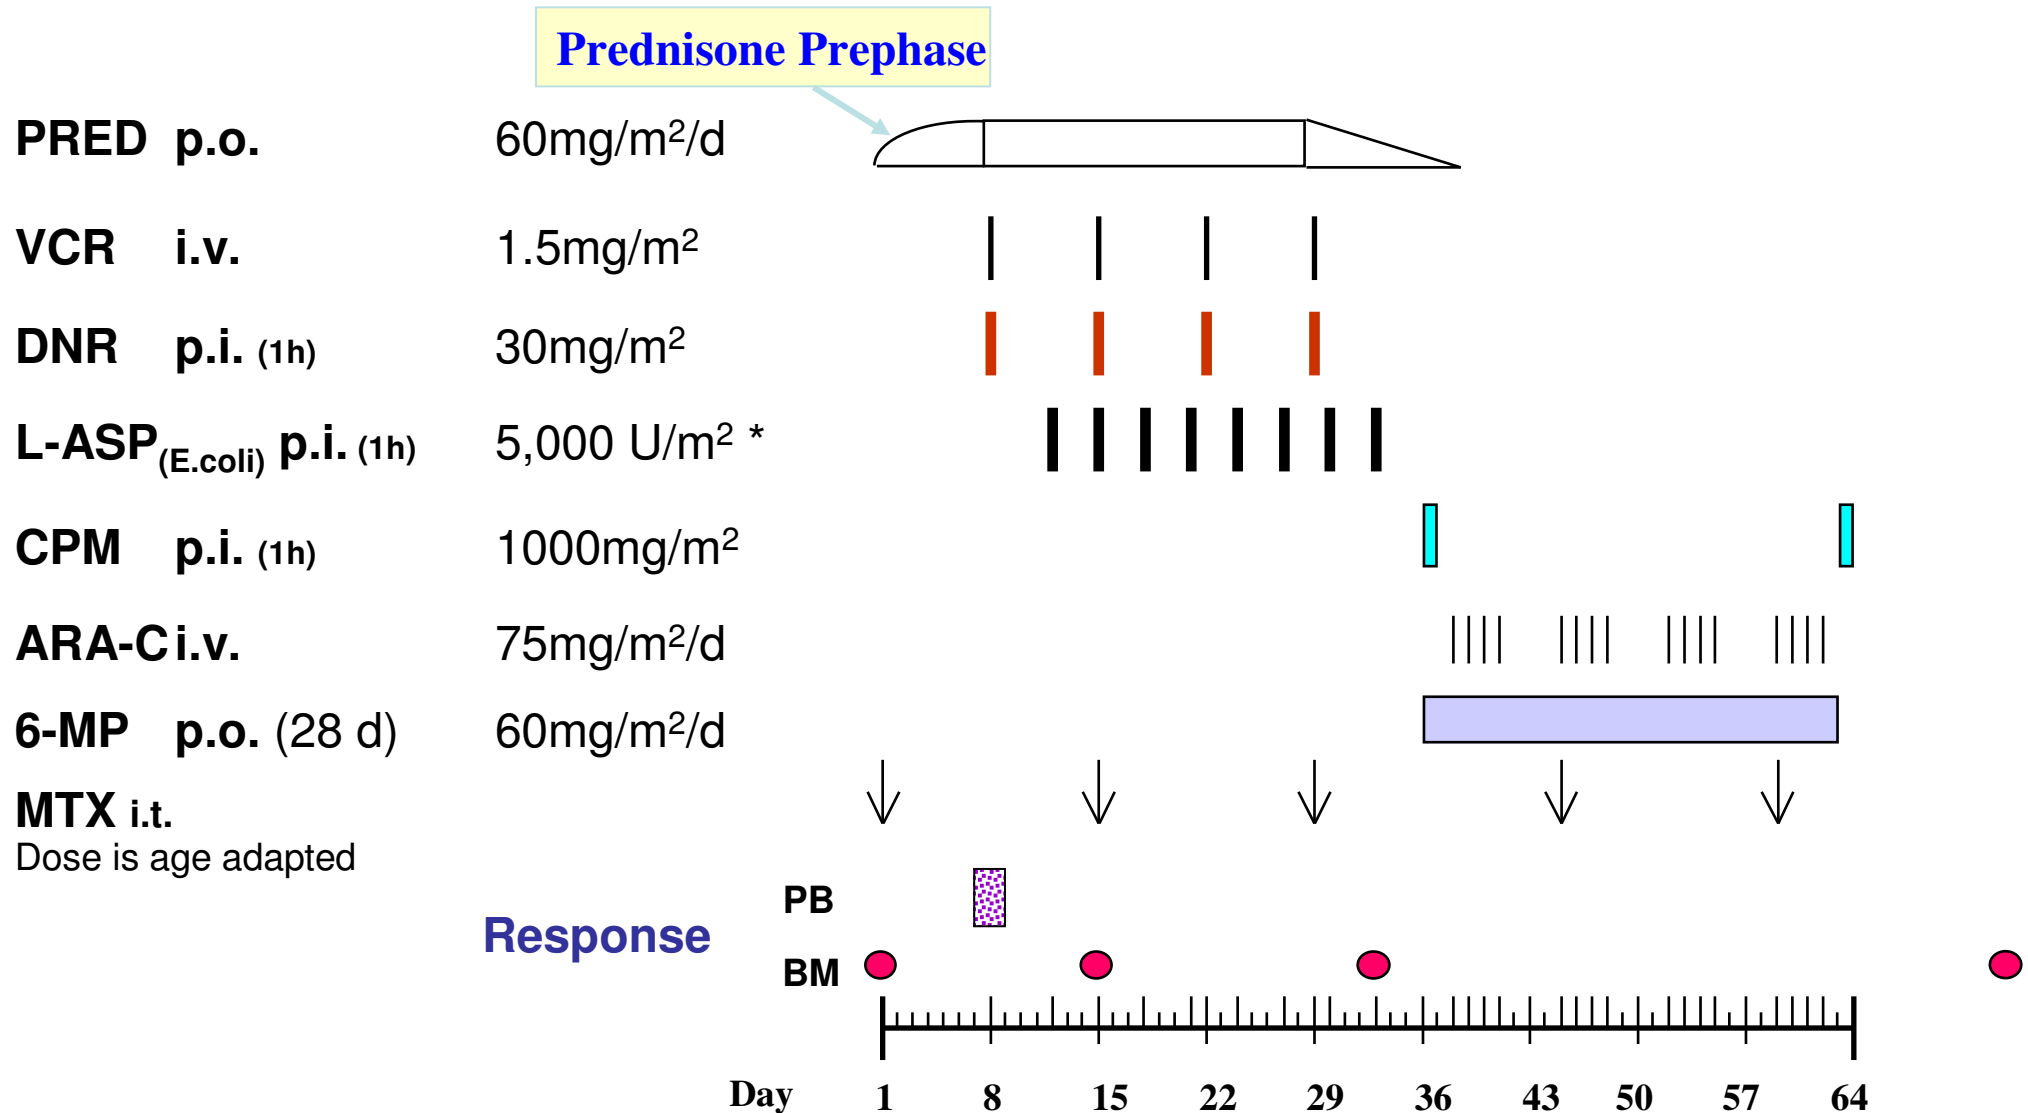 Prednisone Prephase
PRED p.o. 60mg/m²/d
VCR i.v. 1.5mg/m²
DNR p.i. (1h) 30mg/m²
L-ASP(E.coli) p.i. (1h) 5,000 U/m² *
CPM p.i. (1h) 1000mg/m²
ARA-C i.v. 75mg/m²/d
6-MP p.o. (28 d) 60mg/m²/d
MTX i.t.
Dose is age adapted
PB
Response
BM
Day 1 8 15 22 29 36 43 50 57 64